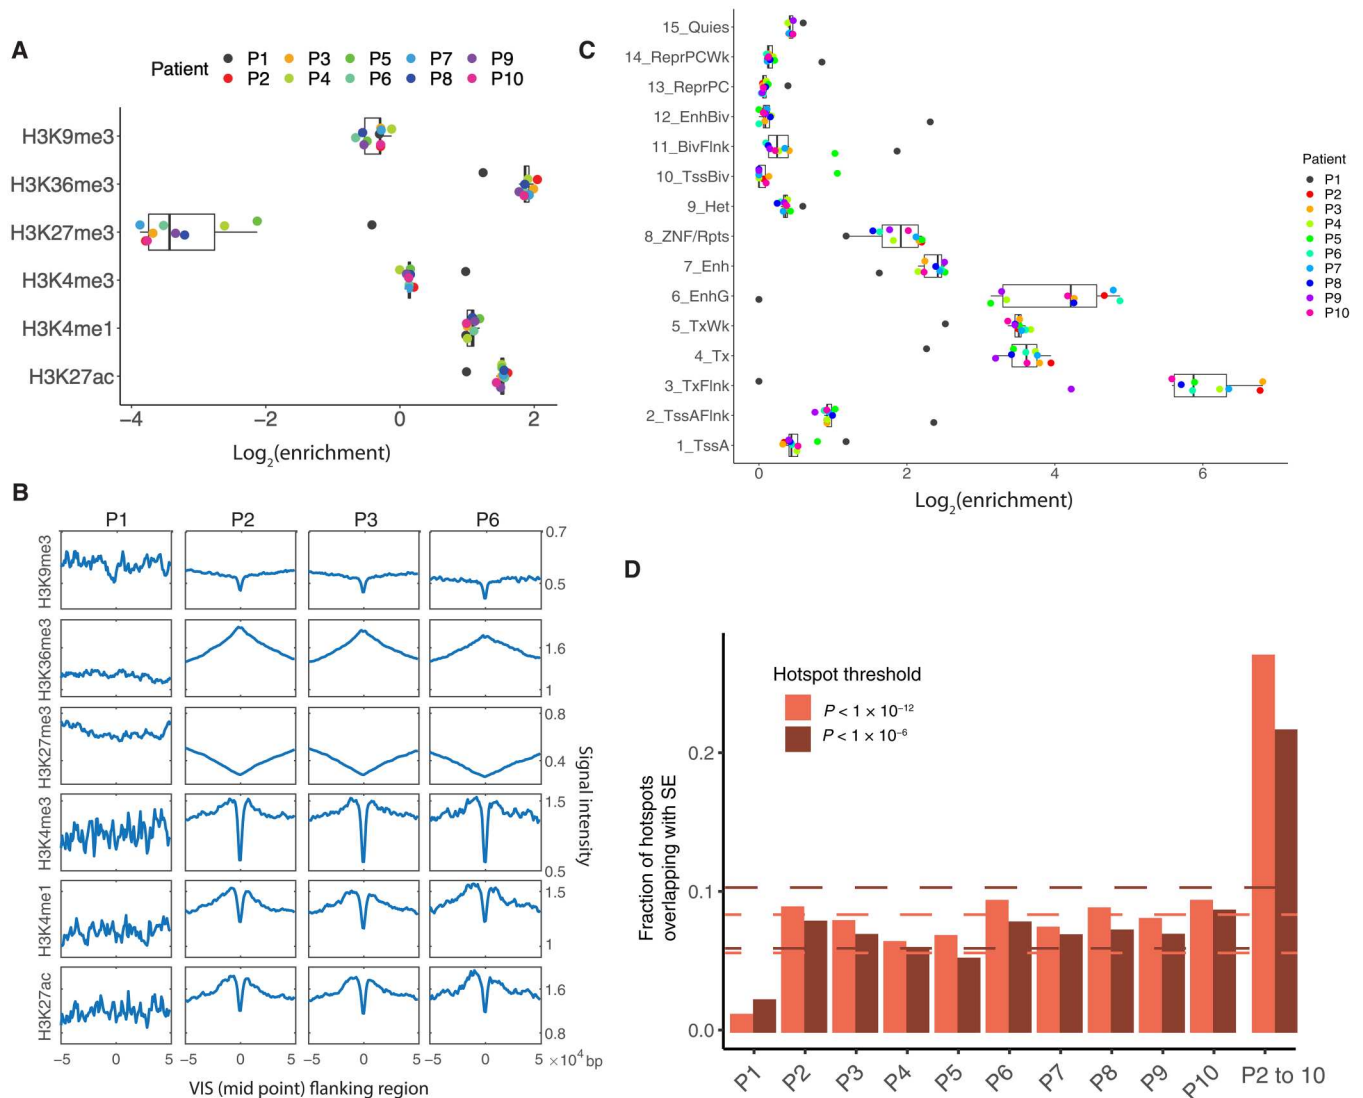 A
Patient P1 P3 P5 P7 P9
P2 P4 P6 P8 P10
H3K9me3
H3K36me3
H3K27me3
H3K4me3
H3K4me1
H3K27ac
−4 −2 0 2
Log2(enrichment)
B
P1 P2 P3 P6
H3K9me3 0.7 0.5
H3K36me3 1.6 1
H3K27me3 0.8 0.4
H3K4me3 1.5 0.5
H3K4me1 1.5 1
H3K27ac 1.6 0.8
Signal intensity
−5 0 5 −5 0 5 −5 0 5 −5 0 5 ×10⁴ bp
VIS (mid point) flanking region
C
15_Quies
14_ReprPCWk
13_ReprPC
12_EnhBiv
11_BivFlnk
10_TssBiv
9_Het
8_ZNF/Rpts
7_Enh
6_EnhG
5_TxWk
4_Tx
3_TxFlnk
2_TssAFlnk
1_TssA
0 2 4 6
Log2(enrichment)
Patient
P1
P2
P3
P4
P5
P6
P7
P8
P9
P10
D
Hotspot threshold
P < 1 × 10⁻¹²
P < 1 × 10⁻⁶
Fraction of hotspots
overlapping with SE
0.2
0.1
0.0
P1 P2 P3 P4 P5 P6 P7 P8 P9 P10 P2 to 10